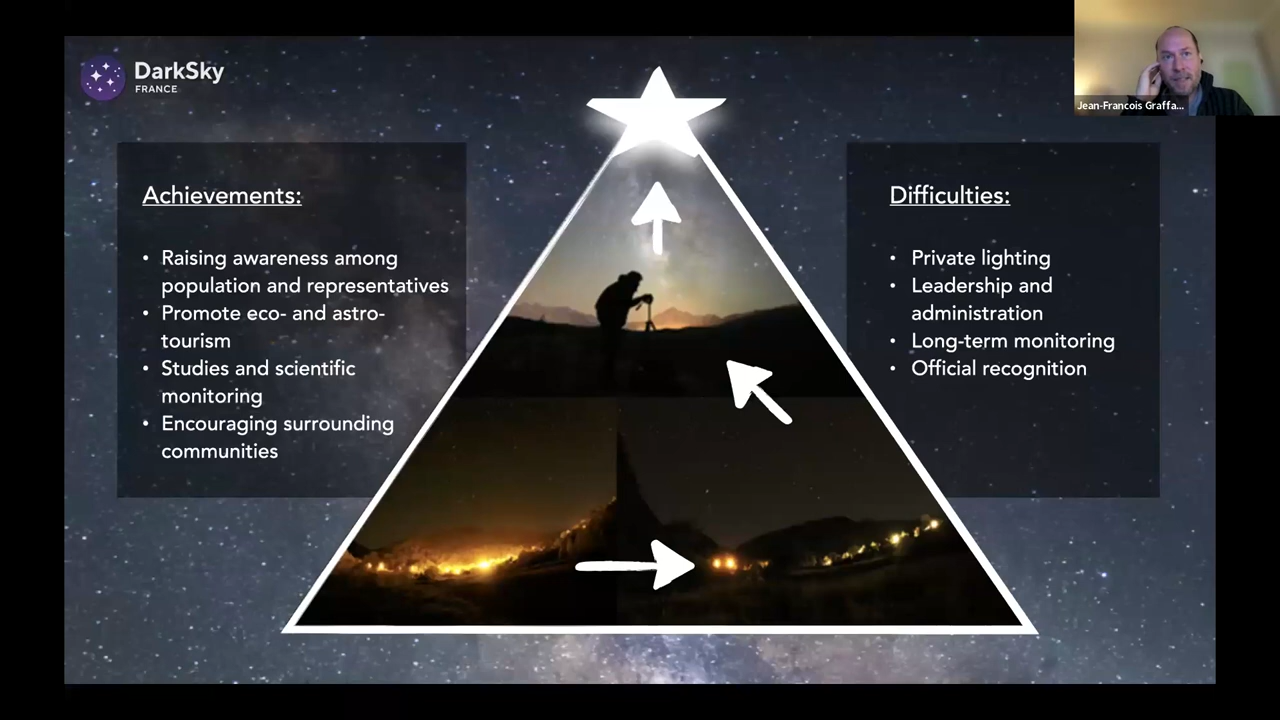 DarkSky
FRANCE
Jean-Francois Graffa...
Achievements:
• Raising awareness among
population and representatives
• Promote eco- and astro-
tourism
• Studies and scientific
monitoring
• Encouraging surrounding
communities
Difficulties:
• Private lighting
• Leadership and
administration
• Long-term monitoring
• Official recognition